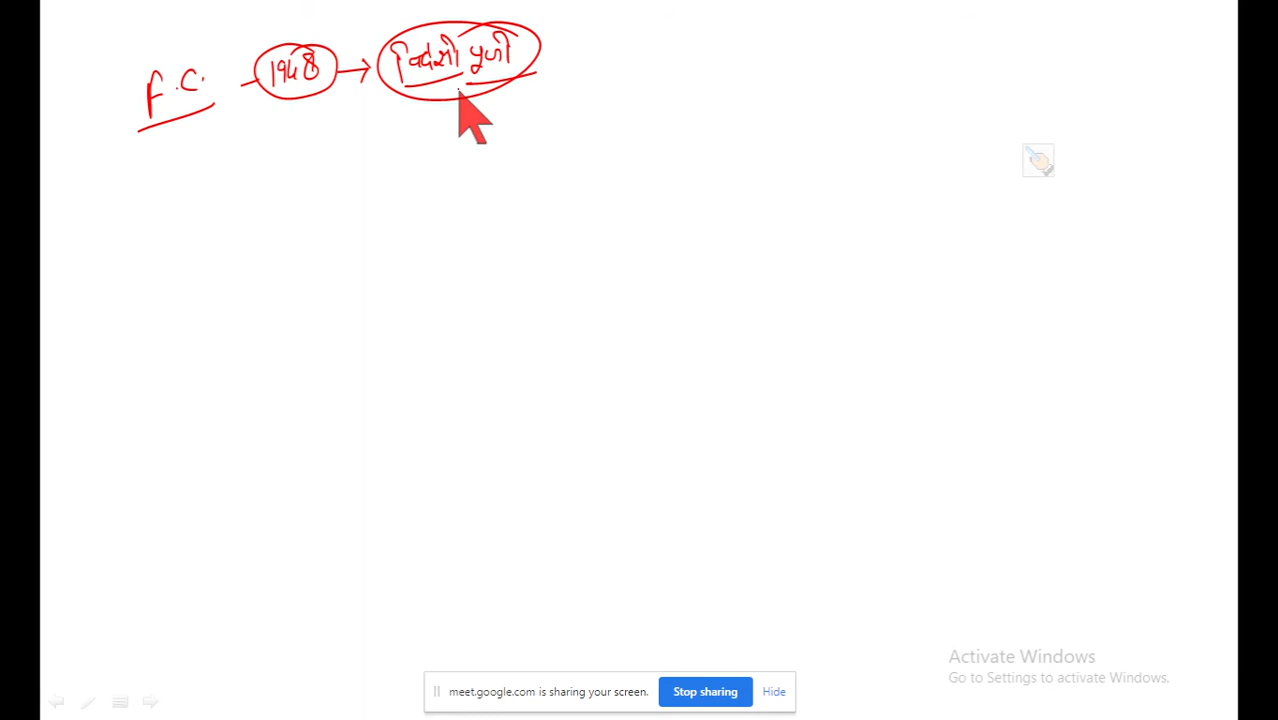 F.C. - 1948 → विदेशी पूंजी
Activate Windows
Go to Settings to activate Windows.
meet.google.com is sharing your screen. Stop sharing Hide